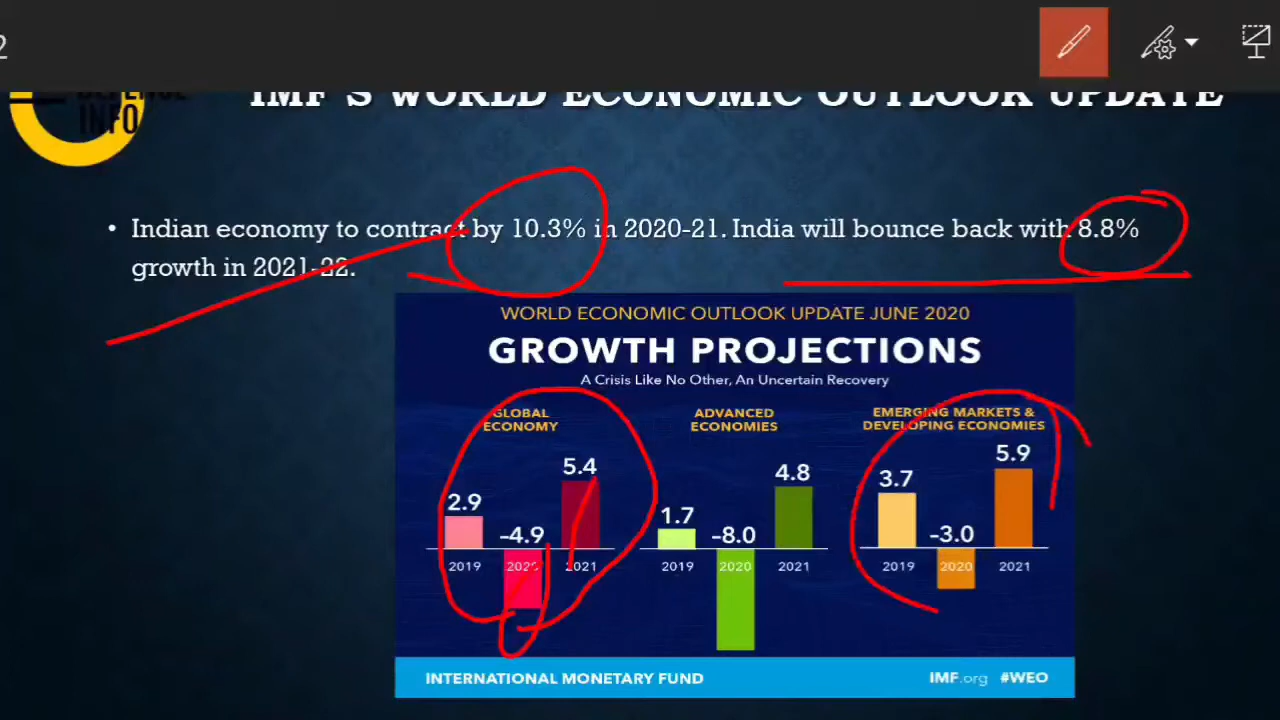 2
DEFENCE
INFO
IMF'S WORLD ECONOMIC OUTLOOK UPDATE
• Indian economy to contract by 10.3% in 2020-21. India will bounce back with 8.8%
growth in 2021-22.
WORLD ECONOMIC OUTLOOK UPDATE JUNE 2020
GROWTH PROJECTIONS
A Crisis Like No Other, An Uncertain Recovery
GLOBAL
ECONOMY
2.9
-4.9
5.4
2019
2020
2021
ADVANCED
ECONOMIES
1.7
-8.0
4.8
2019
2020
2021
EMERGING MARKETS &
DEVELOPING ECONOMIES
3.7
-3.0
5.9
2019
2020
2021
INTERNATIONAL MONETARY FUND
IMF.org #WEO